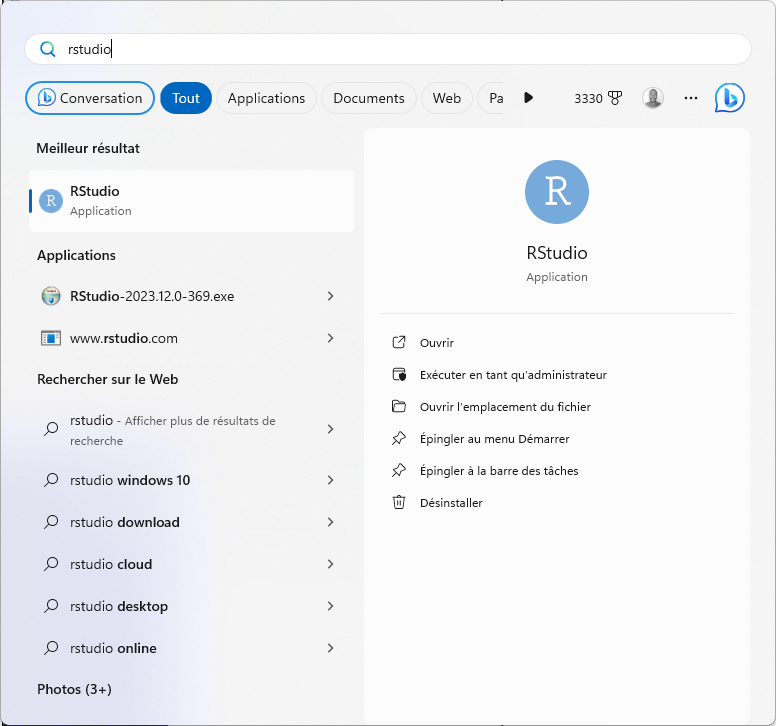 rstudio
Conversation Tout Applications Documents Web Pa 3330
Meilleur résultat
R RStudio
Application
Applications
RStudio-2023.12.0-369.exe
www.rstudio.com
Rechercher sur le Web
rstudio - Afficher plus de résultats de
recherche
rstudio windows 10
rstudio download
rstudio cloud
rstudio desktop
rstudio online
Photos (3+)
R
RStudio
Application
Ouvrir
Exécuter en tant qu'administrateur
Ouvrir l'emplacement du fichier
Épingler au menu Démarrer
Épingler à la barre des tâches
Désinstaller